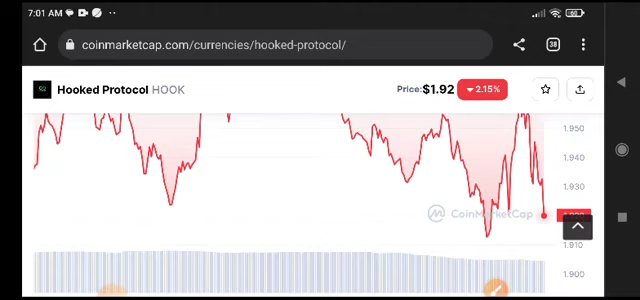 7:01 AM
60
coinmarketcap.com/currencies/hooked-protocol/
38
Hooked Protocol HOOK
Price:$1.92
2.15%
1.950
1.940
1.930
CoinMarketCap
1.910
1.900